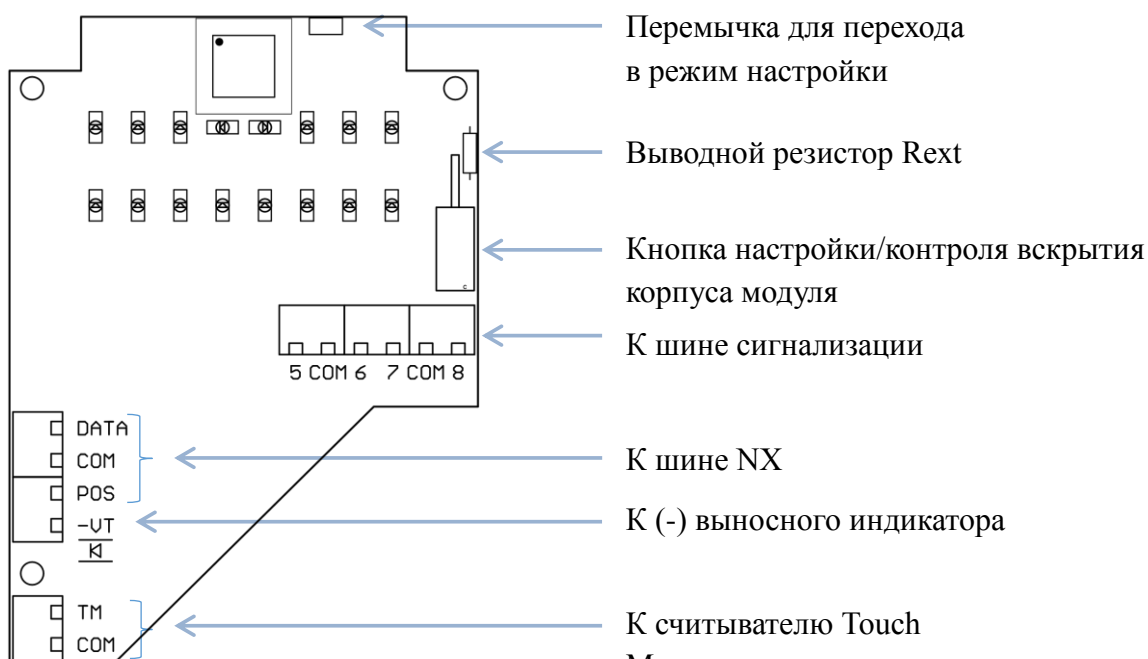 Перемычка для перехода
в режим настройки
Выводной резистор Rext
Кнопка настройки/контроля вскрытия
корпуса модуля
c
К шине сигнализации
5 COM 6 7 COM 8
DATA
COM
К шине NX
POS
-VT
К (-) выносного индикатора
TM
К считывателю Touch
COM